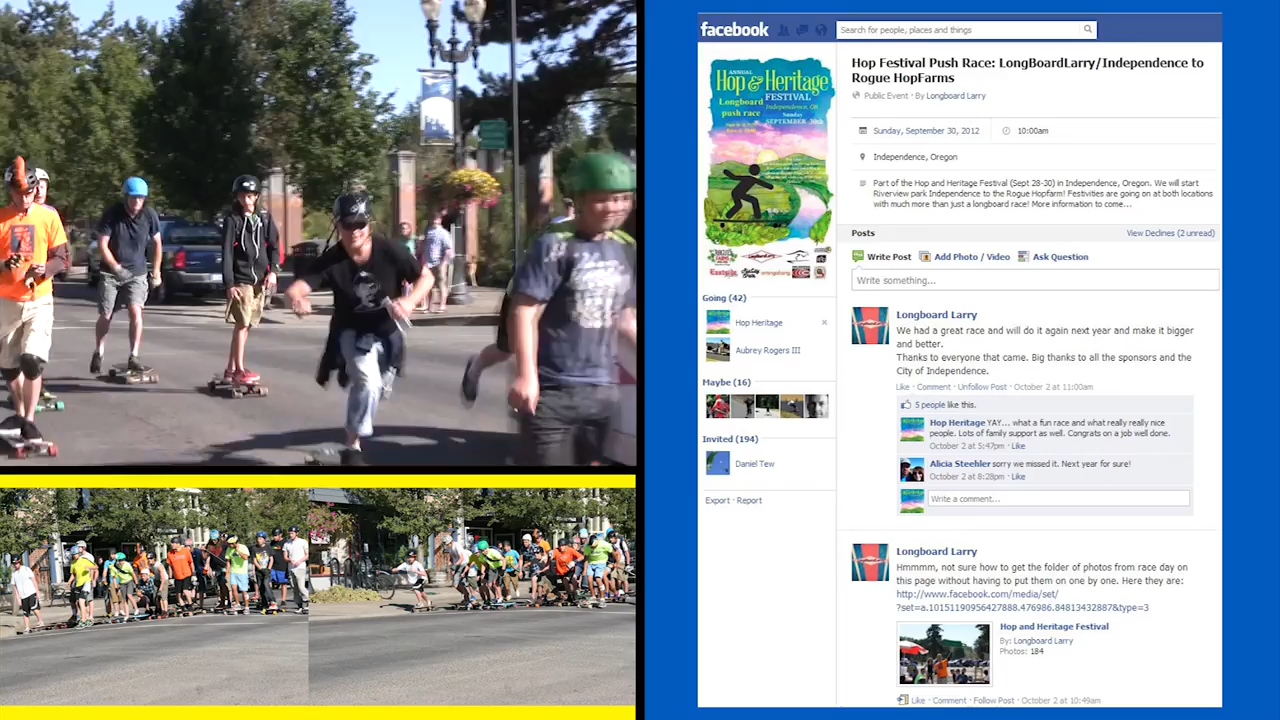 facebook
Search for people, places and things
ANNUAL
Hop & Heritage
FESTIVAL
Longboard
push race
Independence, OR
Sunday
SEPTEMBER 30th
Hop Festival Push Race: LongBoardLarry/Independence to
Rogue HopFarms
Public Event · By Longboard Larry
Sunday, September 30, 2012
10:00am
Independence, Oregon
Part of the Hop and Heritage Festival (Sept 28-30) in Independence, Oregon. We will start
Riverview park Independence to the Rogue Hopfarm! Festivities are going on at both locations
with much more than just a longboard race! More information to come...
Posts
View Declines (2 unread)
Write Post
Add Photo / Video
Ask Question
Write something...
Going (42)
Hop Heritage
Aubrey Rogers III
Maybe (16)
Invited (194)
Daniel Tew
Export · Report
Longboard Larry
We had a great race and will do it again next year and make it bigger
and better.
Thanks to everyone that came. Big thanks to all the sponsors and the
City of Independence.
Like · Comment · Unfollow Post · October 2 at 11:00am
5 people like this.
Hop Heritage YAY... what a fun race and what really really nice
people. Lots of family support as well. Congrats on a job well done.
October 2 at 5:47pm · Like
Alicia Steehler sorry we missed it. Next year for sure!
October 2 at 8:28pm · Like
Write a comment...
Longboard Larry
Hmmmm, not sure how to get the folder of photos from race day on
this page without having to put them on one by one. Here they are:
http://www.facebook.com/media/set/
?set=a.10151190956427888.476986.84813432887&type=3
Hop and Heritage Festival
By: Longboard Larry
Photos: 184
Like · Comment · Follow Post · October 2 at 10:49am